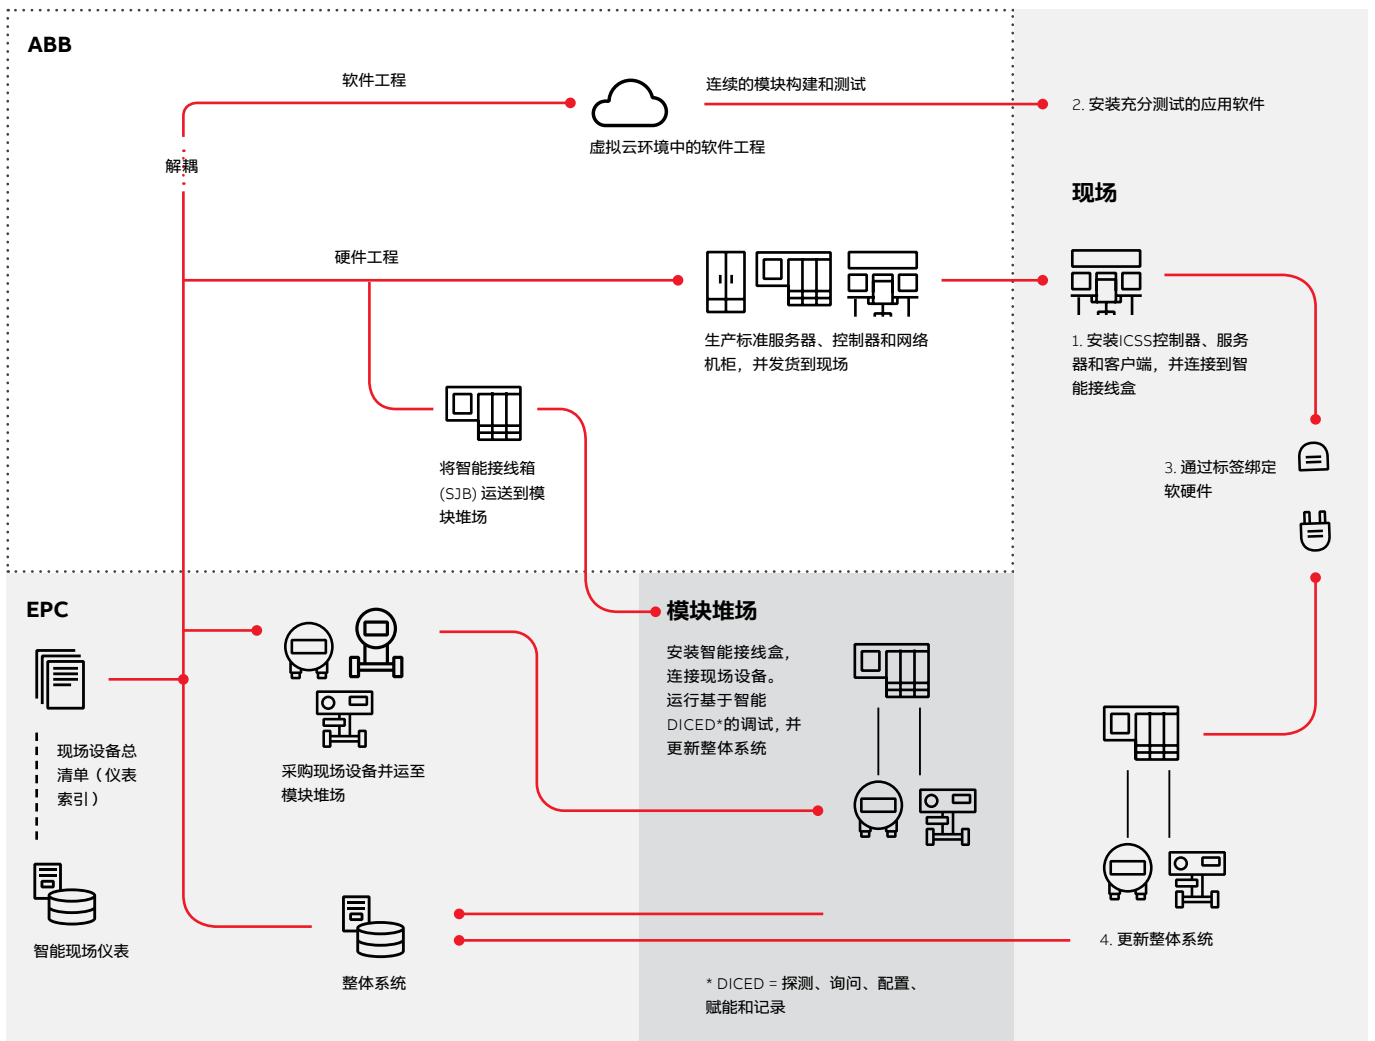 ABB
软件工程
连续的模块构建和测试
2. 安装充分测试的应用软件
虚拟云环境中的软件工程
解耦
现场
硬件工程
生产标准服务器、控制器和网络
机柜，并发货到现场
1. 安装ICSS控制器、服务
器和客户端，并连接到智
能接线盒
将智能接线箱
(SJB) 运送到模
块堆场
3. 通过标签绑定
软硬件
EPC
模块堆场
安装智能接线盒，
连接现场设备。
运行基于智能
DICED*的调试，并
更新整体系统
现场设备总
清单（仪表
索引）
采购现场设备并运至
模块堆场
智能现场仪表
整体系统
4. 更新整体系统
* DICED = 探测、询问、配置、
赋能和记录